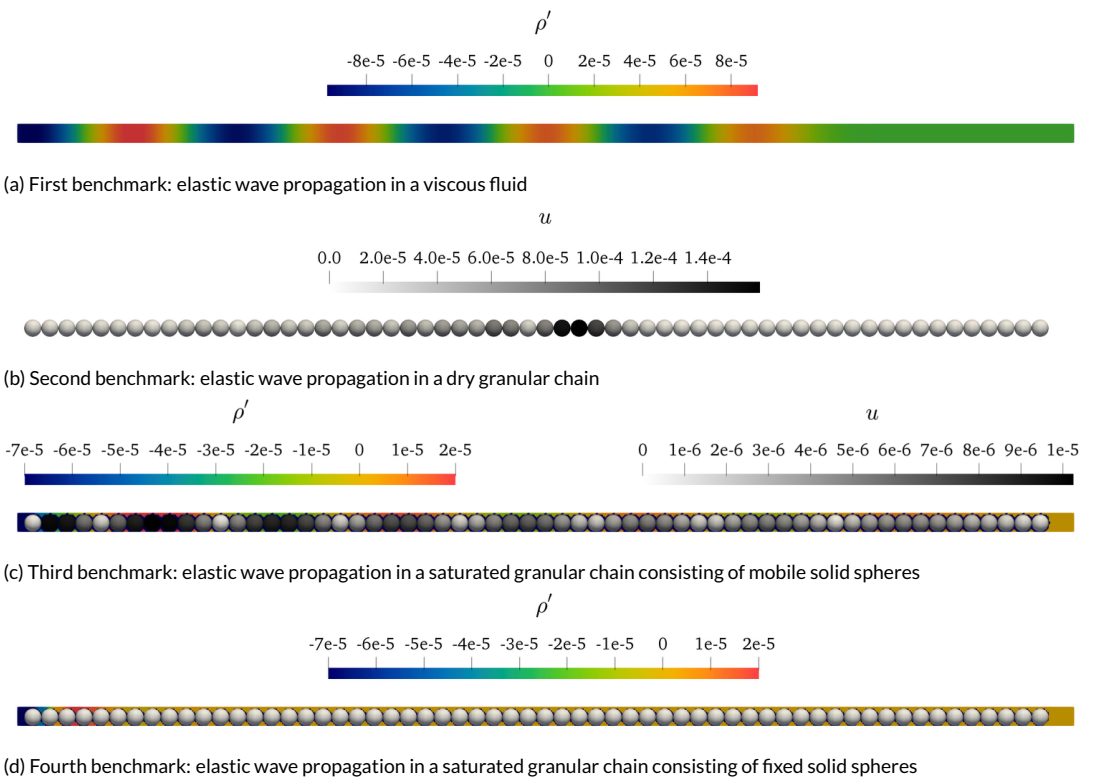 ρ′
-8e-5 -6e-5 -4e-5 -2e-5 0 2e-5 4e-5 6e-5 8e-5
(a) First benchmark: elastic wave propagation in a viscous fluid
u
0.0 2.0e-5 4.0e-5 6.0e-5 8.0e-5 1.0e-4 1.2e-4 1.4e-4
(b) Second benchmark: elastic wave propagation in a dry granular chain
ρ′ u
-7e-5 -6e-5 -5e-5 -4e-5 -3e-5 -2e-5 -1e-5 0 1e-5 2e-5 0 1e-6 2e-6 3e-6 4e-6 5e-6 6e-6 7e-6 8e-6 9e-6 1e-5
(c) Third benchmark: elastic wave propagation in a saturated granular chain consisting of mobile solid spheres
ρ′
-7e-5 -6e-5 -5e-5 -4e-5 -3e-5 -2e-5 -1e-5 0 1e-5 2e-5
(d) Fourth benchmark: elastic wave propagation in a saturated granular chain consisting of fixed solid spheres